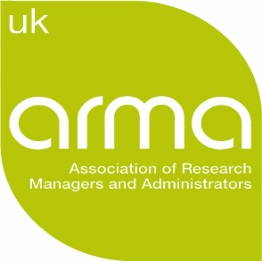 uk
arma
Association of Research
Managers and Administrators